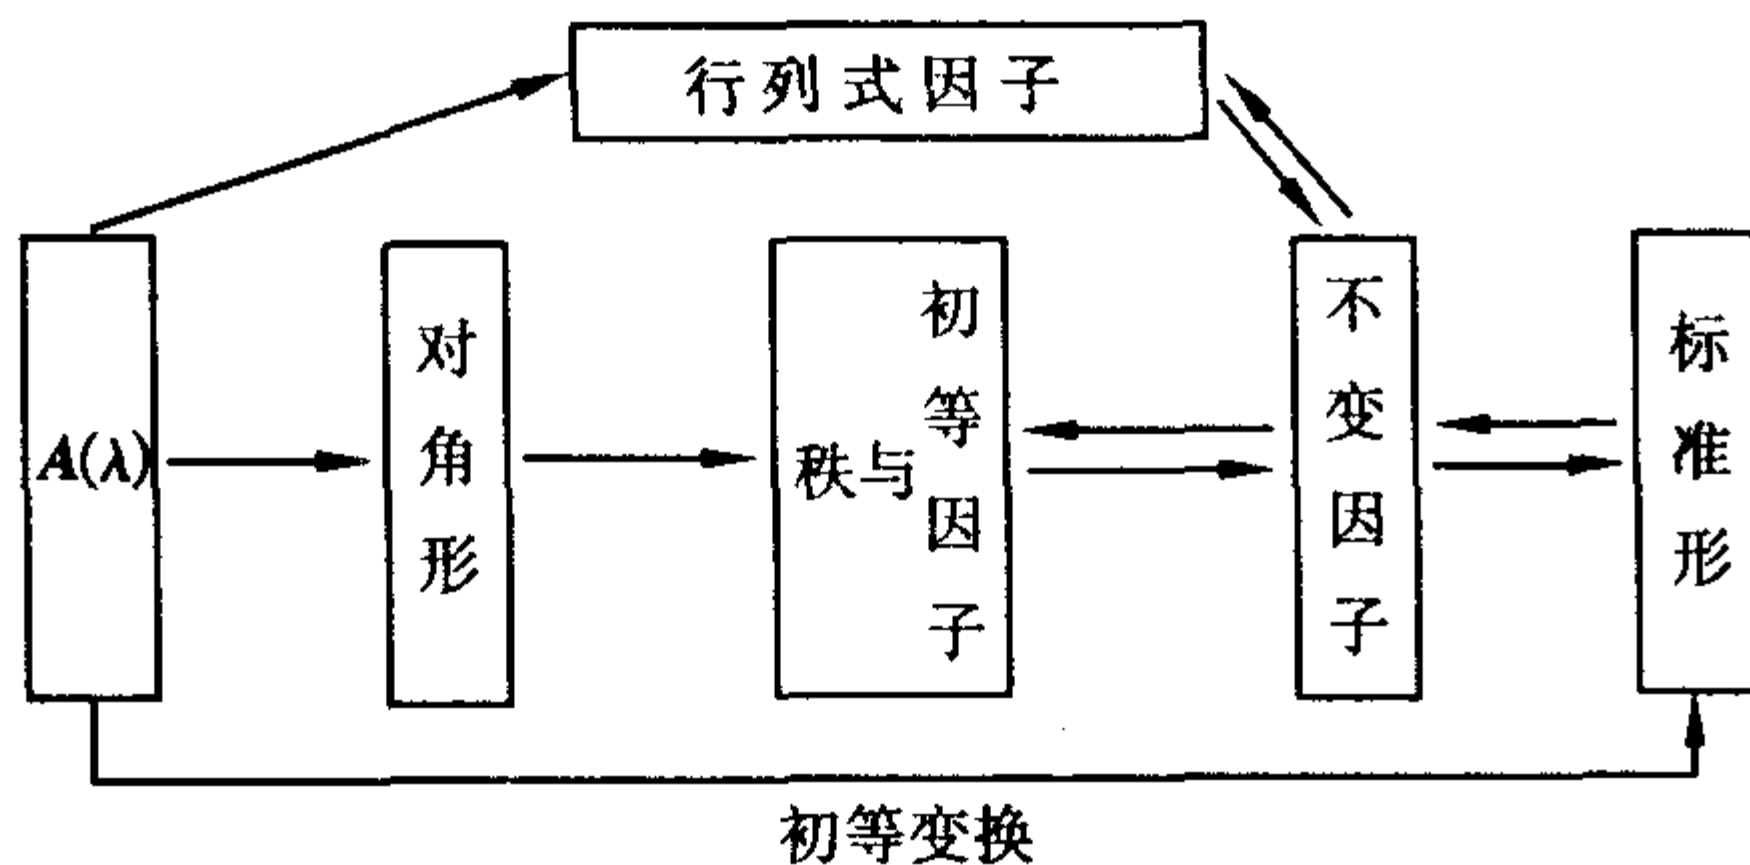 行列式因子
A(λ)
对角形
秩与初等因子
不变因子
标准形
初等变换